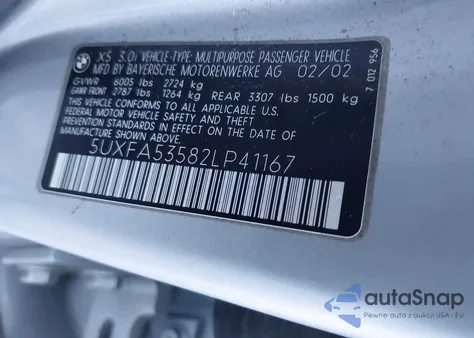 BMW
X5 3.0i VEHICLE-TYPE: MULTIPURPOSE PASSENGER VEHICLE
MFD BY BAYERISCHE MOTORENWERKE AG 02/02
GVWR 6005 lbs 2724 kg
GAWR FRONT 2787 lbs 1264 kg REAR 3307 lbs 1500 kg
THIS VEHICLE CONFORMS TO ALL APPLICABLE
FEDERAL MOTOR VEHICLE SAFETY AND THEFT
PREVENTION STANDARDS IN EFFECT ON THE
DATE OF MANUFACTURE SHOWN ABOVE
5UXFA53582LP41167
7 012 956
autoSnap
Pewne auta z aukcji USA - EU